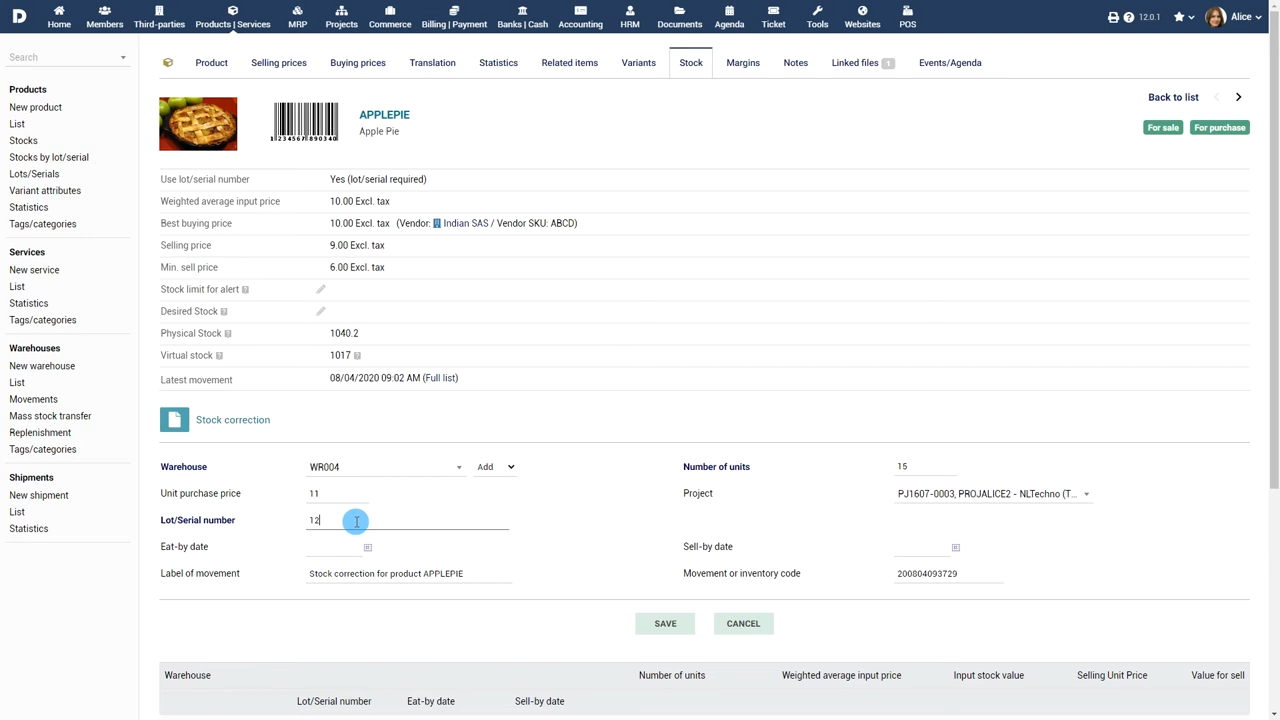 D Home Members Third-parties Products | Services MRP Projects Commerce Billing | Payment Banks | Cash Accounting HRM Documents Agenda Ticket Tools Websites POS 12.0.1 Alice
Search
Products
New product
List
Stocks
Stocks by lot/serial
Lots/Serials
Variant attributes
Statistics
Tags/categories
Services
New service
List
Statistics
Tags/categories
Warehouses
New warehouse
List
Movements
Mass stock transfer
Replenishment
Tags/categories
Shipments
New shipment
List
Statistics
Product Selling prices Buying prices Translation Statistics Related items Variants Stock Margins Notes Linked files 1 Events/Agenda
Back to list
APPLEPIE
Apple Pie
1234567890340
For sale For purchase
Use lot/serial number Yes (lot/serial required)
Weighted average input price 10.00 Excl. tax
Best buying price 10.00 Excl. tax (Vendor: Indian SAS / Vendor SKU: ABCD)
Selling price 9.00 Excl. tax
Min. sell price 6.00 Excl. tax
Stock limit for alert
Desired Stock
Physical Stock 1040.2
Virtual stock 1017
Latest movement 08/04/2020 09:02 AM (Full list)
Stock correction
Warehouse WR004 Add Number of units 15
Unit purchase price 11 Project PJ1607-0003, PROJALICE2 - NLTechno (T...
Lot/Serial number 12
Eat-by date Sell-by date
Label of movement Stock correction for product APPLEPIE Movement or inventory code 200804093729
SAVE CANCEL
Warehouse Number of units Weighted average input price Input stock value Selling Unit Price Value for sell
Lot/Serial number Eat-by date Sell-by date